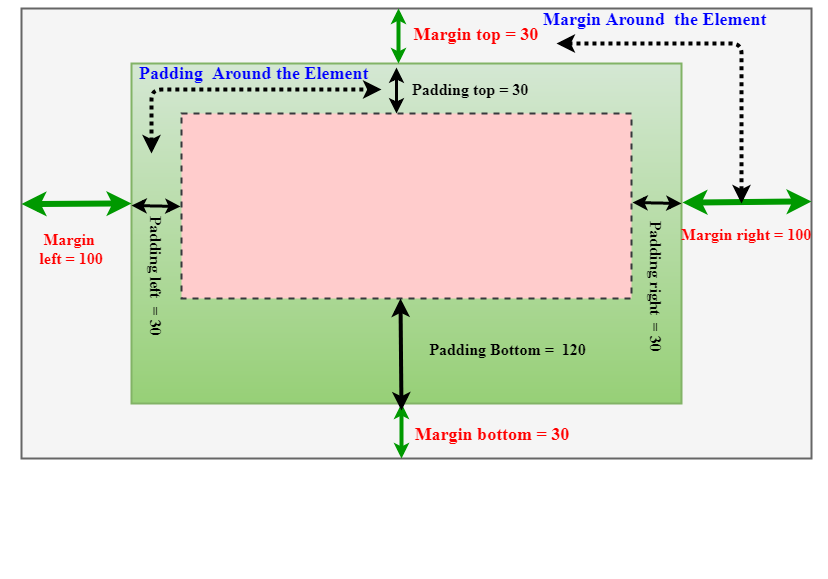 Margin Around  the Element
Margin top = 30
Padding  Around the Element
Padding top = 30
Margin
left = 100
Padding left  = 30
Padding right  = 30
Margin right = 100
Padding Bottom =  120
Margin bottom = 30